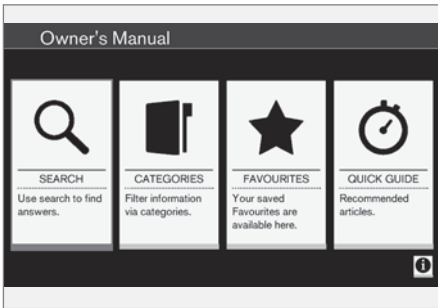 Owner's Manual
SEARCH
Use search to find
answers.
CATEGORIES
Filter information
via categories.
FAVOURITES
Your saved
Favourites are
available here.
QUICK GUIDE
Recommended
articles.